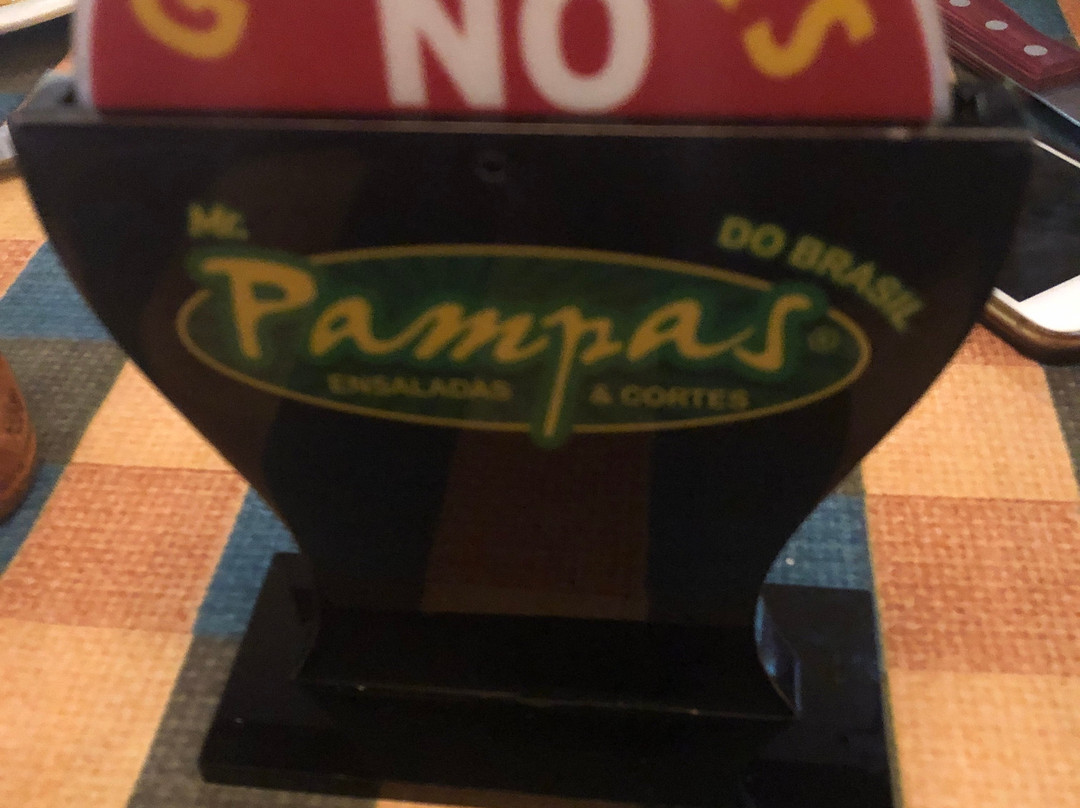 G NO S
Mr.
DO BRASIL
Pampas®
ENSALADAS & CORTES